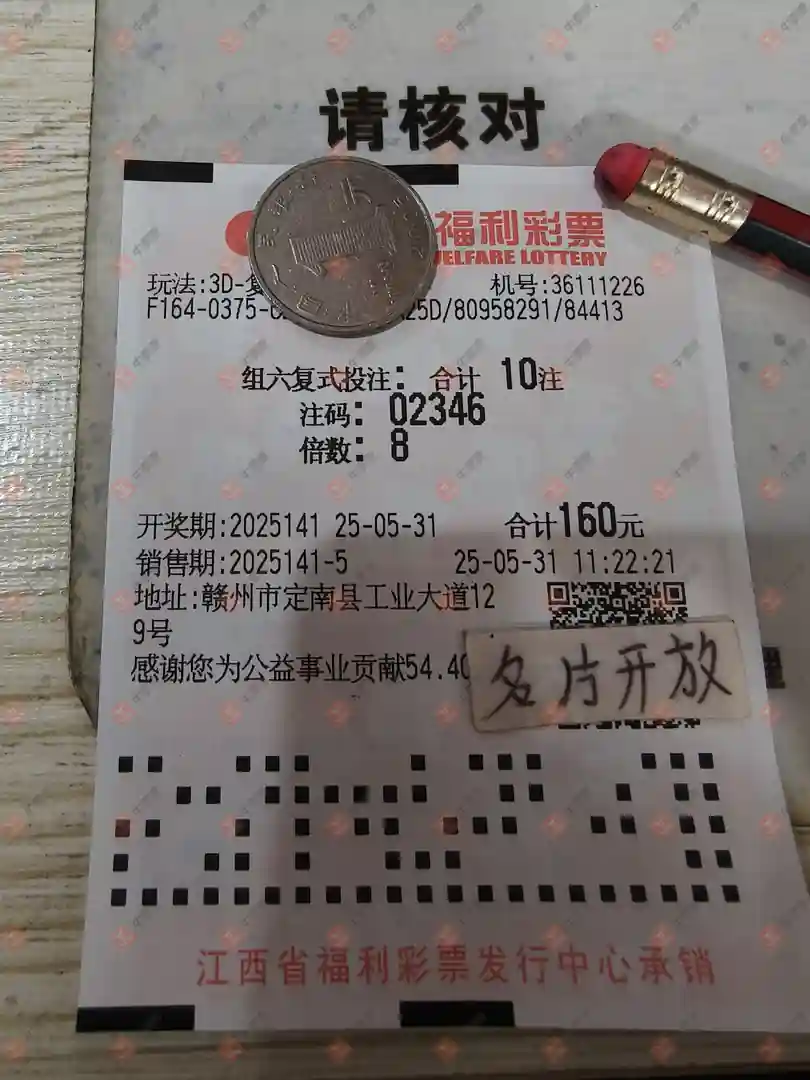 请核对
福利彩票
WELFARE LOTTERY
玩法:3D-复 机号:36111226
F164-0375-0 25D/80958291/84413
组六复式投注: 合计 10注
注码: 02346
倍数: 8
开奖期:2025141 25-05-31 合计160元
销售期:2025141-5 25-05-31 11:22:21
地址:赣州市定南县工业大道12
9号
感谢您为公益事业贡献54.40
名片开放
江西省福利彩票发行中心承销